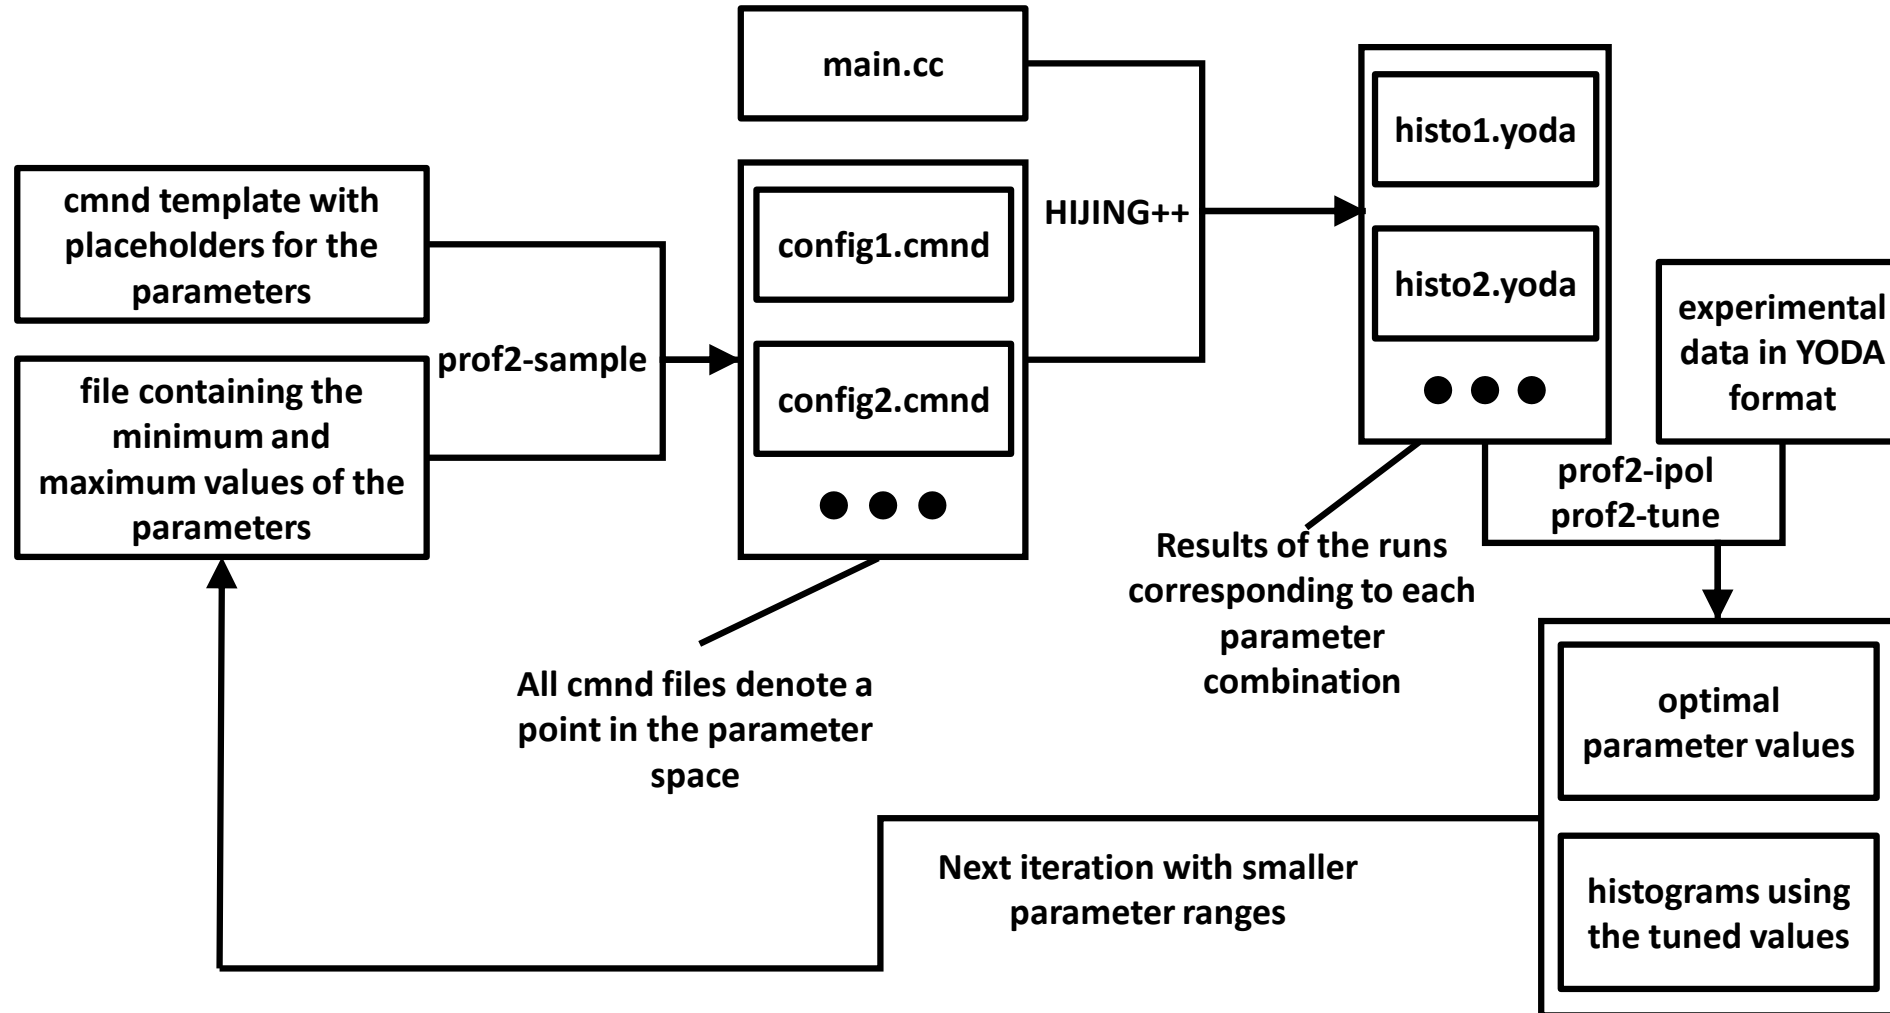 main.cc
cmnd template with
placeholders for the
parameters
file containing the
minimum and
maximum values of the
parameters
prof2-sample
config1.cmnd
config2.cmnd
All cmnd files denote a
point in the parameter
space
HIJING++
histo1.yoda
histo2.yoda
Results of the runs
corresponding to each
parameter
combination
experimental
data in YODA
format
prof2-ipol
prof2-tune
optimal
parameter values
histograms using
the tuned values
Next iteration with smaller
parameter ranges